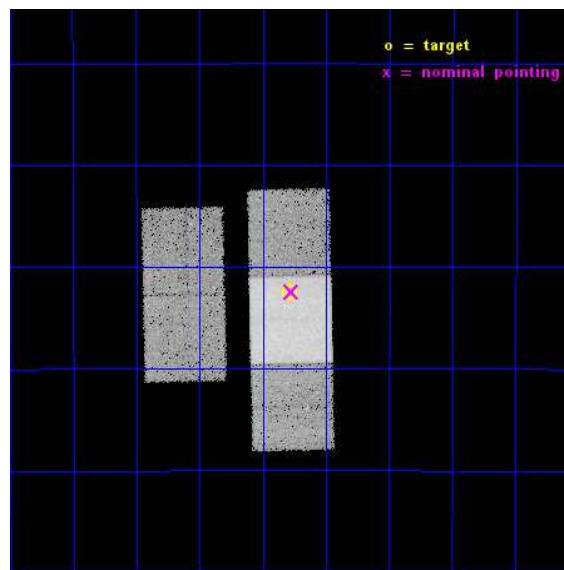 o = target
x = nominal pointing